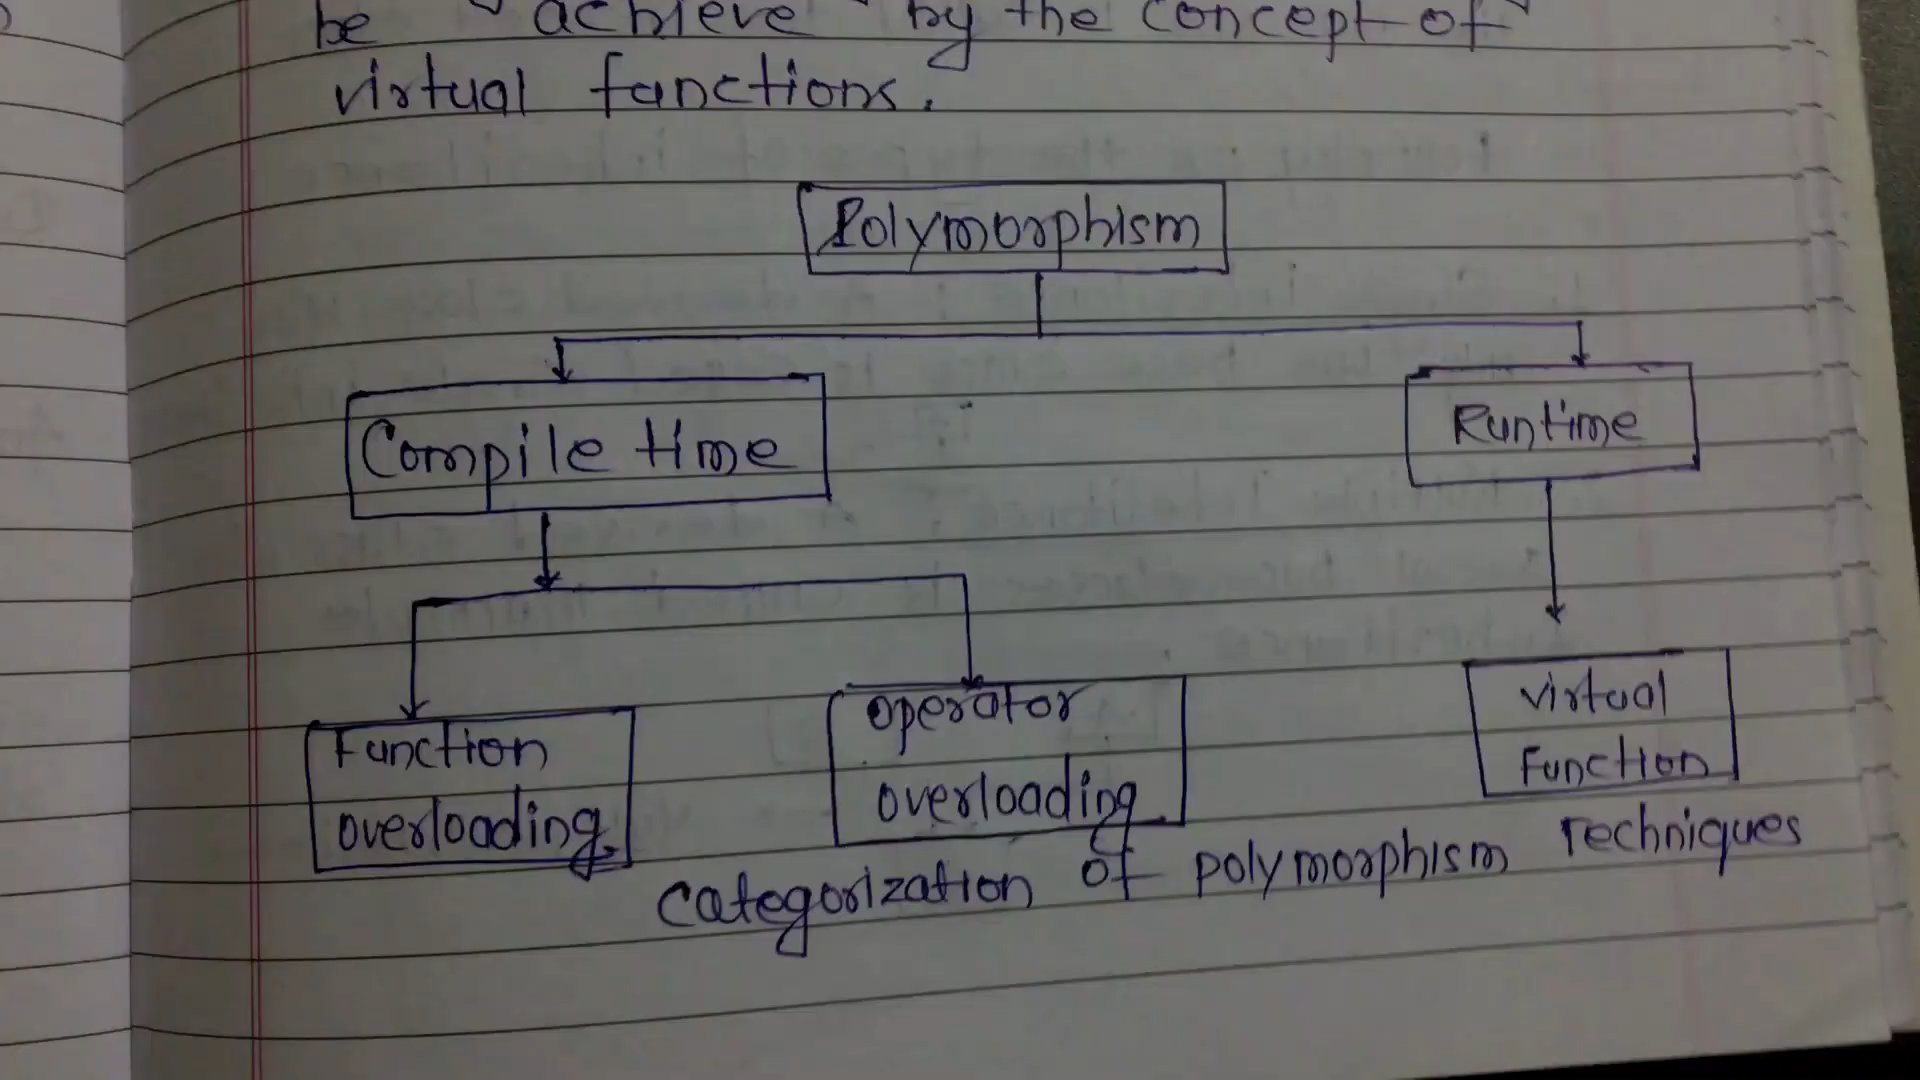 be achieve by the concept of
virtual functions.
Polymorphism
Compile time
Runtime
Function
overloading
operator
overloading
virtual
function
categorization of polymorphism Techniques